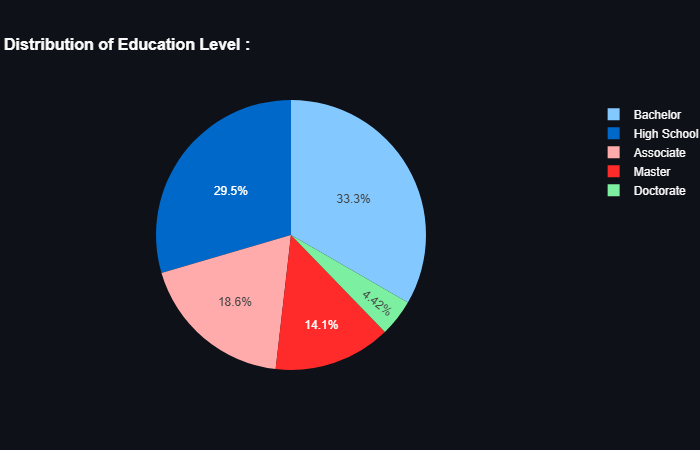 Distribution of Education Level :
Bachelor
High School
Associate
Master
Doctorate
33.3%
29.5%
18.6%
14.1%
4.42%